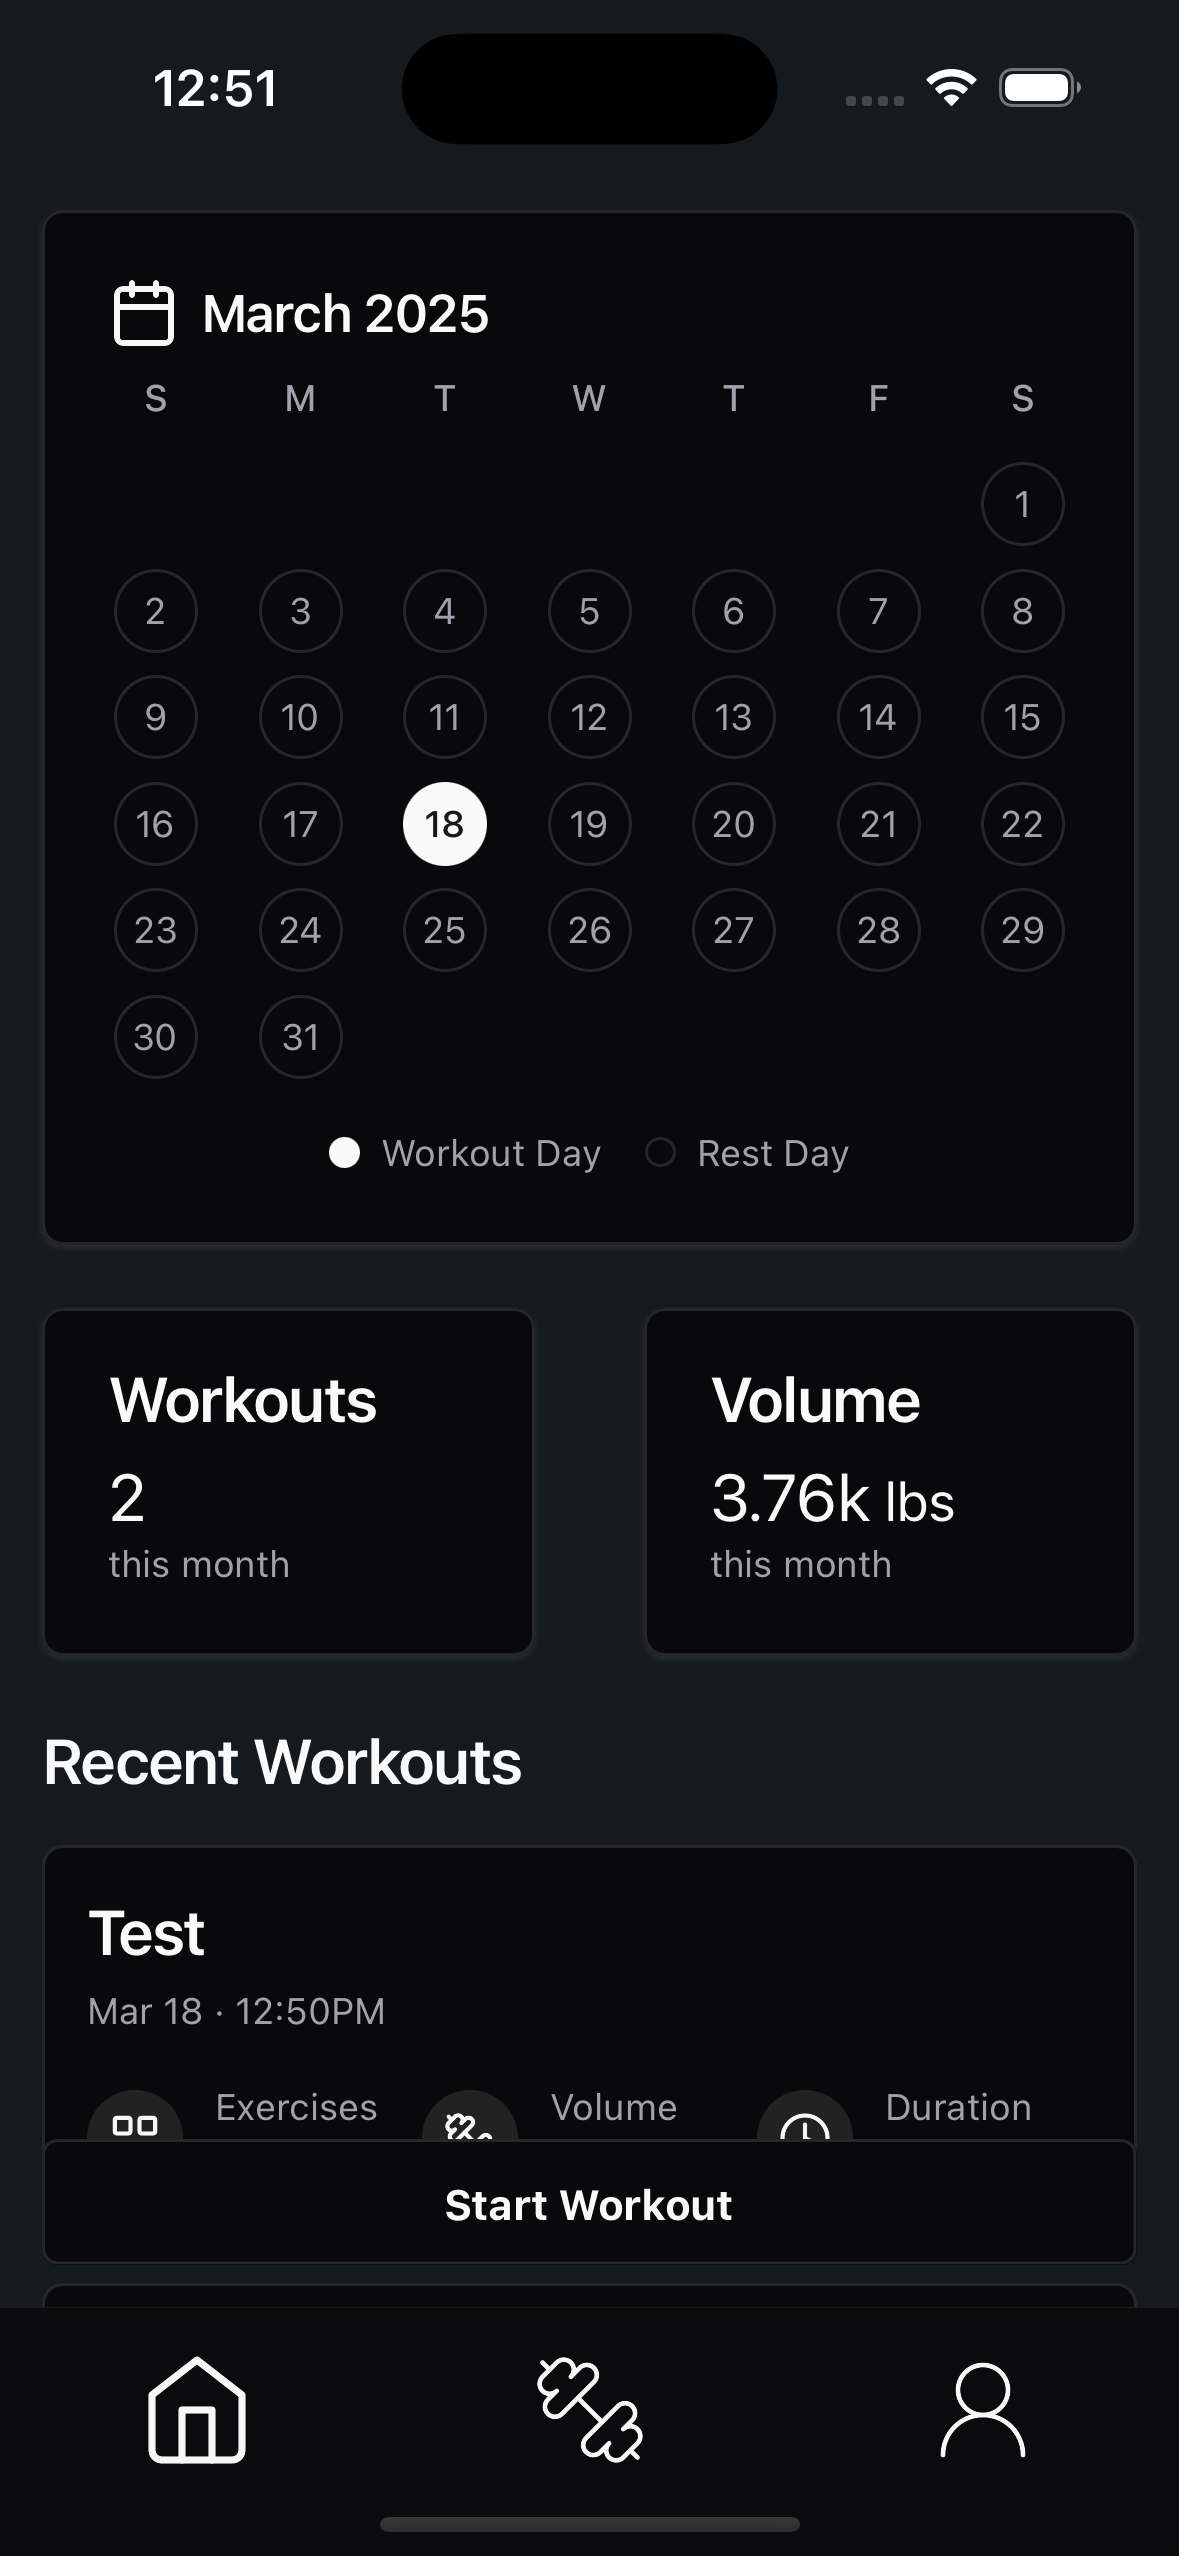 12:51
March 2025
S M T W T F S
1
2 3 4 5 6 7 8
9 10 11 12 13 14 15
16 17 18 19 20 21 22
23 24 25 26 27 28 29
30 31
Workout Day Rest Day
Workouts
2
this month
Volume
3.76k lbs
this month
Recent Workouts
Test
Mar 18 · 12:50PM
Exercises Volume Duration
Start Workout